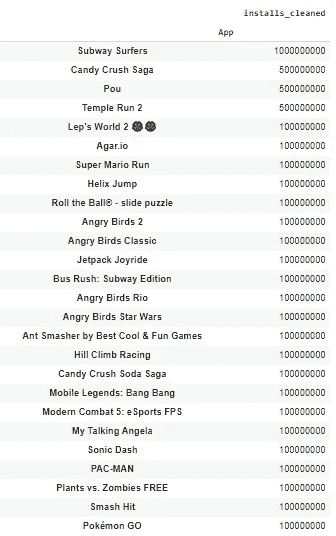 installs_cleaned
App
Subway Surfers 1000000000
Candy Crush Saga 500000000
Pou 500000000
Temple Run 2 500000000
Lep's World 2 🍀🍀 100000000
Agar.io 100000000
Super Mario Run 100000000
Helix Jump 100000000
Roll the Ball® - slide puzzle 100000000
Angry Birds 2 100000000
Angry Birds Classic 100000000
Jetpack Joyride 100000000
Bus Rush: Subway Edition 100000000
Angry Birds Rio 100000000
Angry Birds Star Wars 100000000
Ant Smasher by Best Cool & Fun Games 100000000
Hill Climb Racing 100000000
Candy Crush Soda Saga 100000000
Mobile Legends: Bang Bang 100000000
Modern Combat 5: eSports FPS 100000000
My Talking Angela 100000000
Sonic Dash 100000000
PAC-MAN 100000000
Plants vs. Zombies FREE 100000000
Smash Hit 100000000
Pokémon GO 100000000